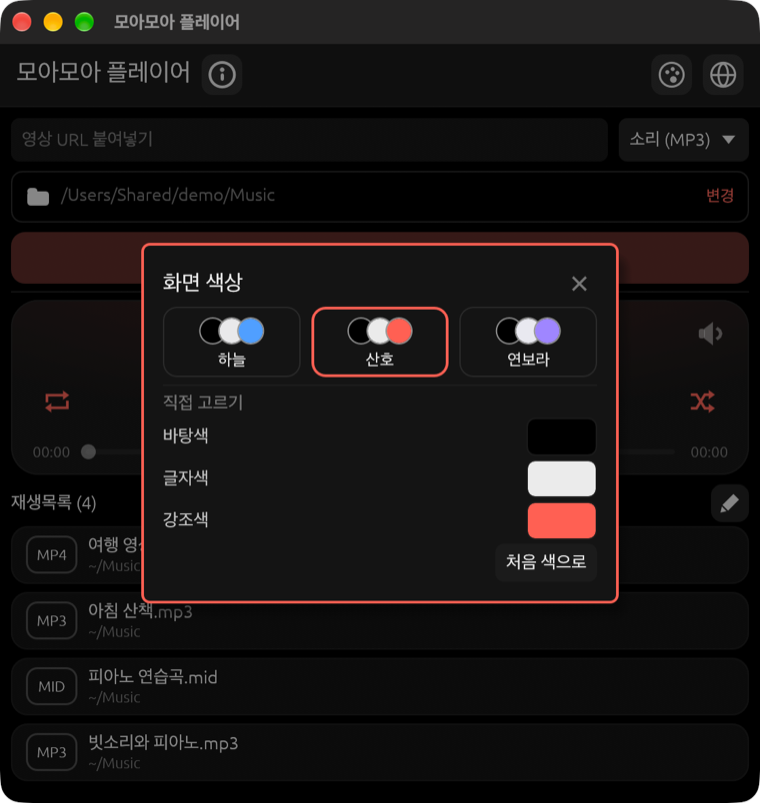 모아모아 플레이어
모아모아 플레이어
영상 URL 붙여넣기
소리 (MP3)
/Users/Shared/demo/Music
변경
화면 색상
하늘
산호
연보라
직접 고르기
바탕색
글자색
강조색
처음 색으로
00:00
00:00
재생목록 (4)
MP4
여행
~/Music
MP3
아침 산책.mp3
~/Music
MID
피아노 연습곡.mid
~/Music
MP3
빗소리와 피아노.mp3
~/Music